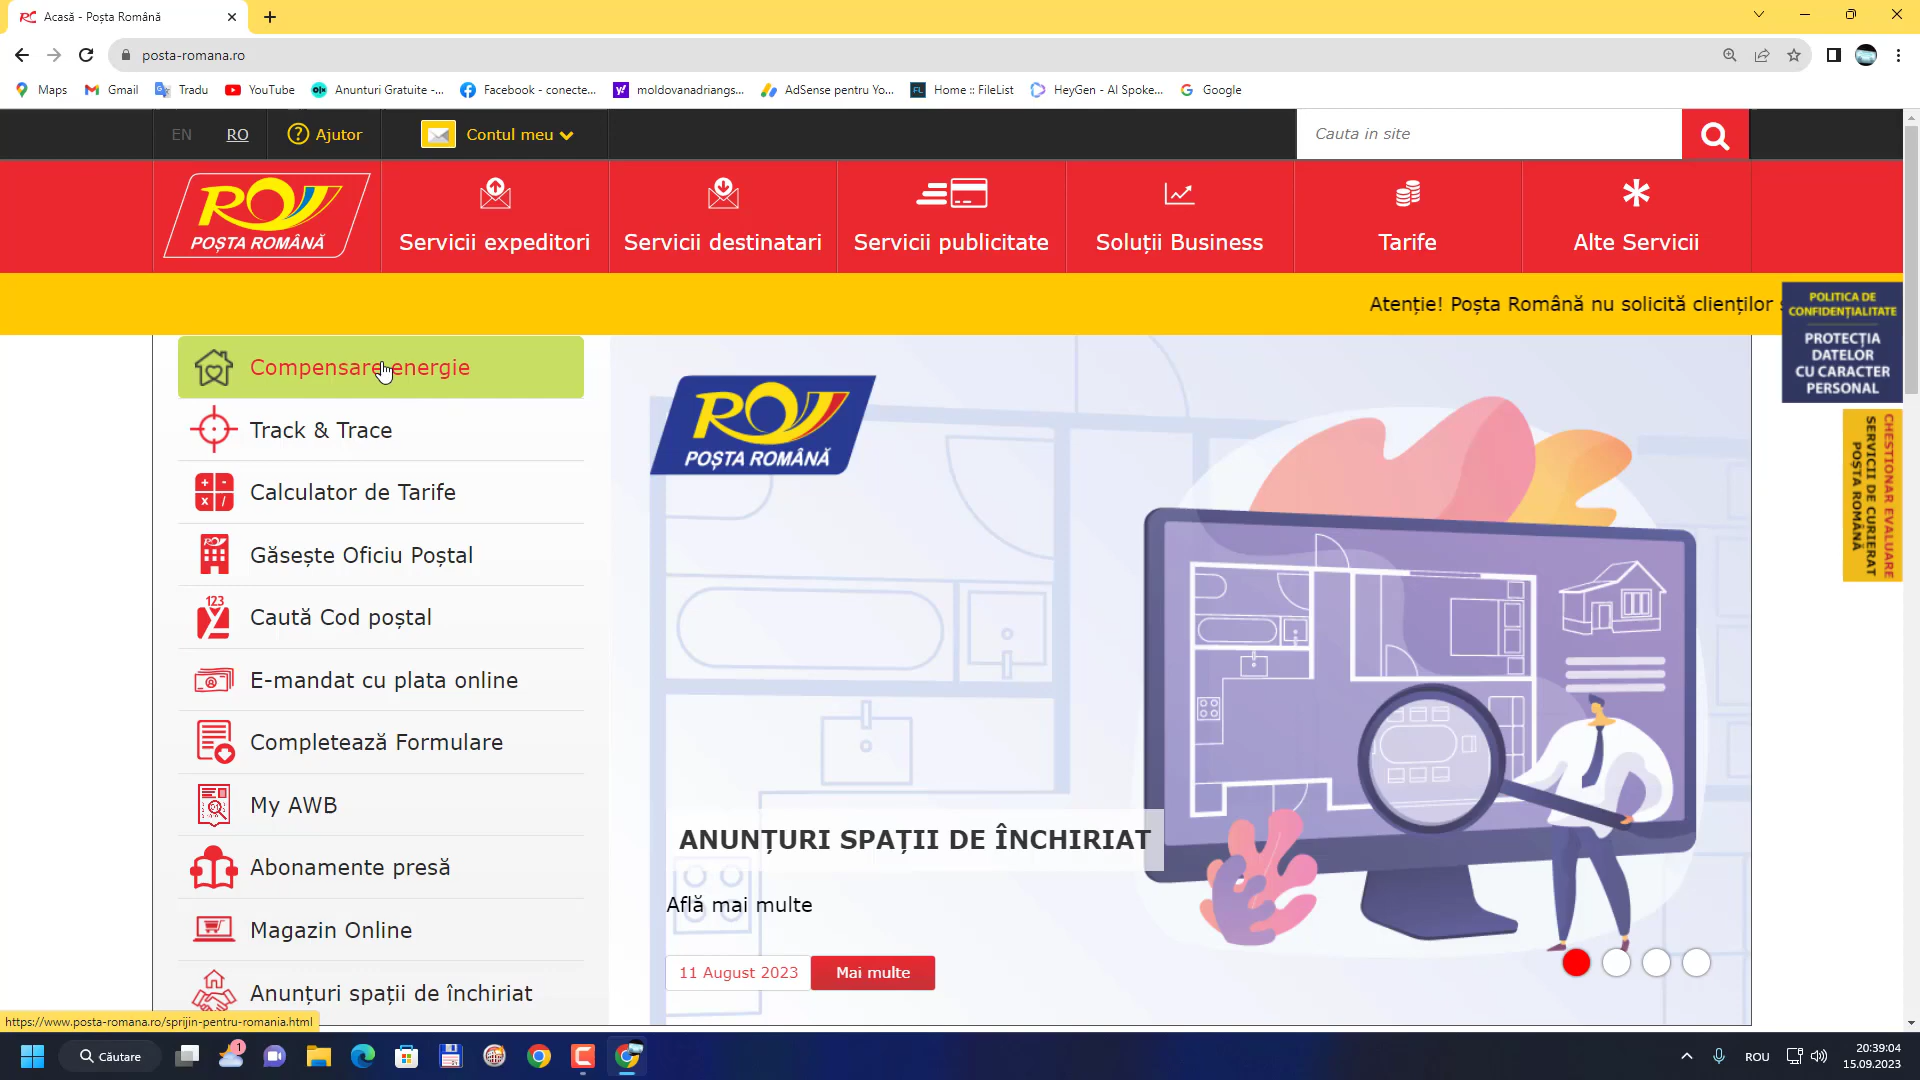 Acasă - Poșta Română
posta-romana.ro
Maps
Gmail
Tradu
YouTube
Anunturi Gratuite -...
Facebook - conecte...
moldovanadriangs...
AdSense pentru Yo...
FL
Home :: FileList
HeyGen - AI Spoke...
Google
EN
RO
Ajutor
Contul meu
Cauta in site
POȘTA ROMÂNĂ
Servicii expeditori
Servicii destinatari
Servicii publicitate
Soluții Business
Tarife
Alte Servicii
Atenție! Poșta Română nu solicită clienților
POLITICA DE
CONFIDENȚIALITATE
PROTECȚIA
DATELOR
CU CARACTER
PERSONAL
CHESTIONAR EVALUARE
SERVICII DE CURIERAT
POȘTA ROMÂNĂ
Compensare energie
Track & Trace
Calculator de Tarife
Găsește Oficiu Poștal
123
Caută Cod poștal
E-mandat cu plata online
Completează Formulare
My AWB
Abonamente presă
Magazin Online
Anunțuri spații de închiriat
POȘTA ROMÂNĂ
ANUNȚURI SPAȚII DE ÎNCHIRIAT
Află mai multe
11 August 2023
Mai multe
https://www.posta-romana.ro/sprijin-pentru-romania.html
Căutare
1
ROU
20:39:04
15.09.2023